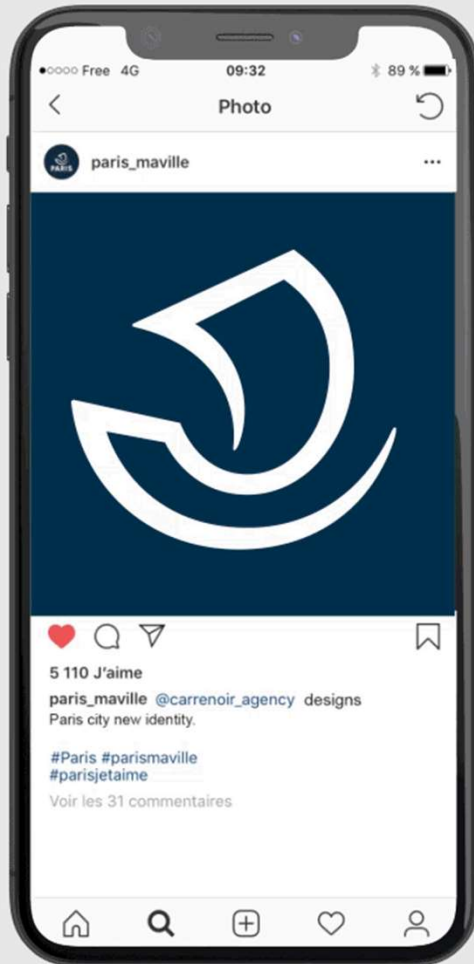 Free 4G 09:32 89 %
Photo
PARIS
paris_maville
5 110 J'aime
paris_maville @carrenoir_agency designs
Paris city new identity.
#Paris #parismaville
#parisjetaime
Voir les 31 commentaires